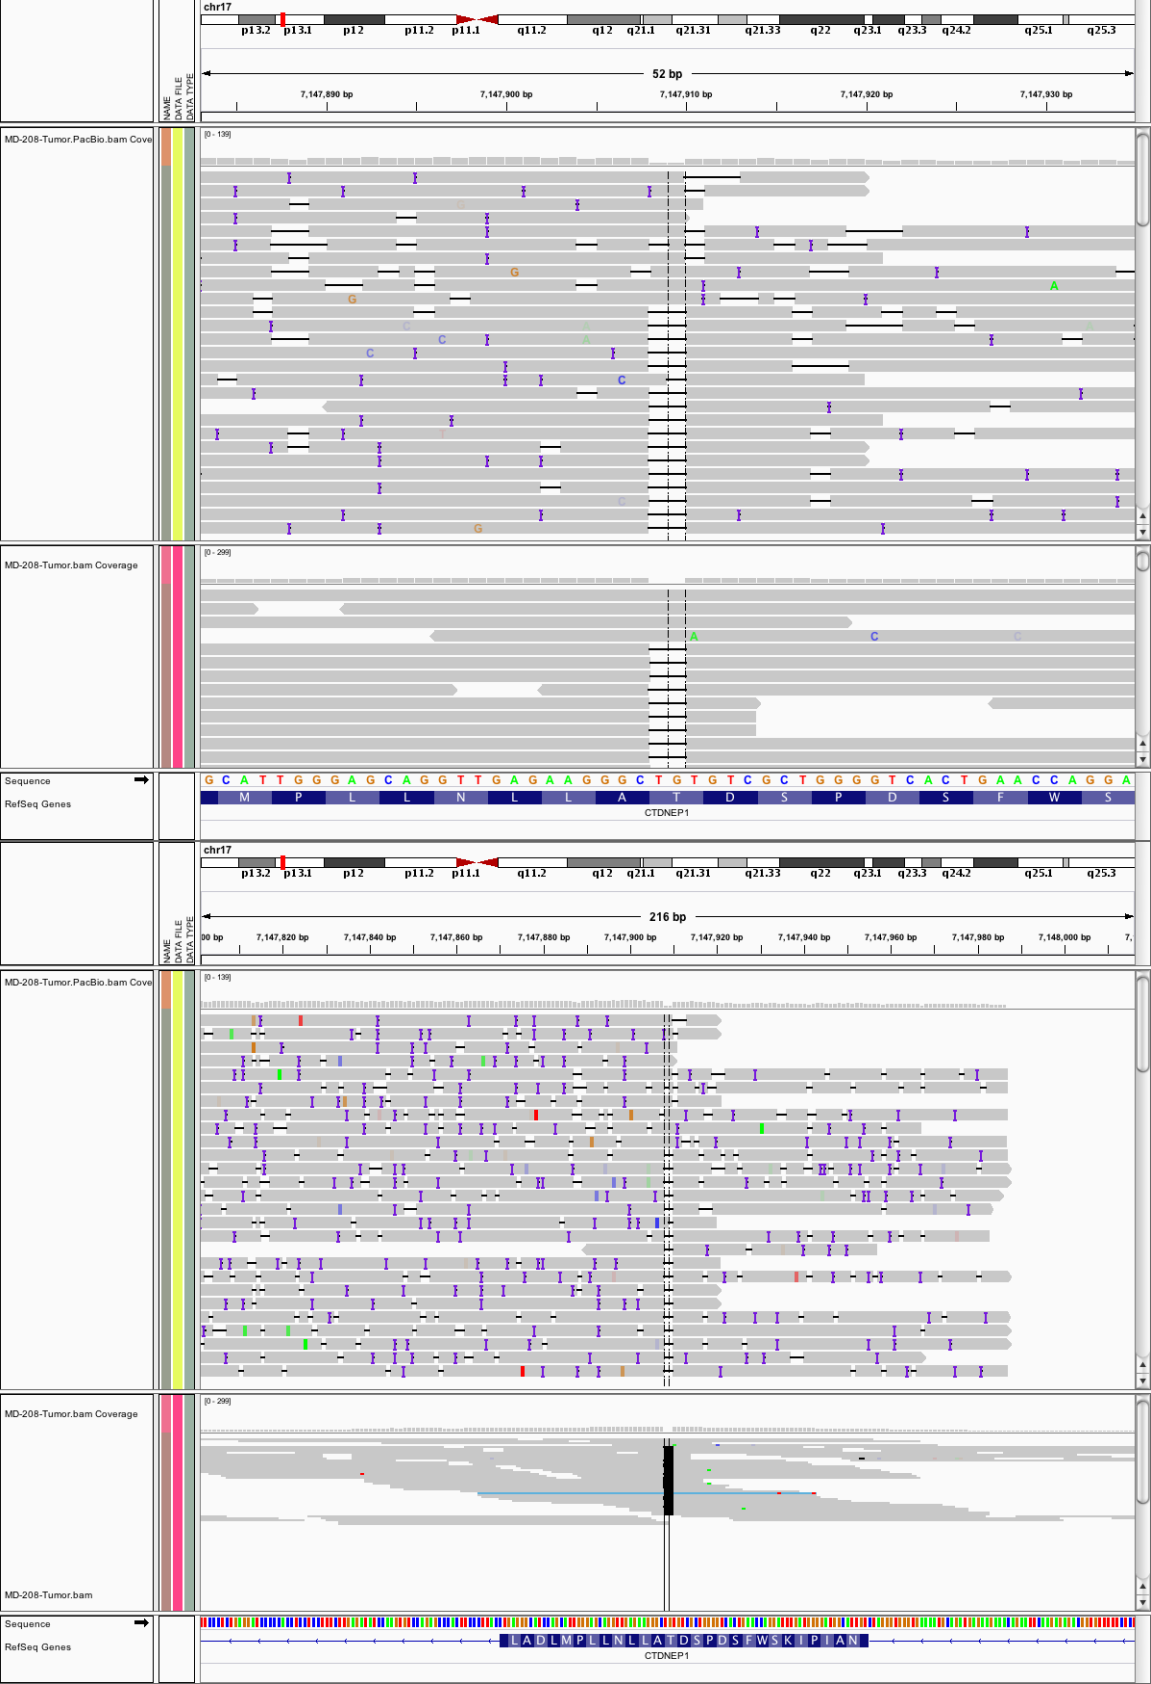 chr17
p13.2 p13.1 p12 p11.2 p11.1 q11.2 q12 q21.1 q21.31 q21.33 q22 q23.1 q23.3 q24.2 q25.1 q25.3
52 bp
NAME
DATA FILE
DATA TYPE
7,147,890 bp 7,147,900 bp 7,147,910 bp 7,147,920 bp 7,147,930 bp
MD-208-Tumor.PacBio.bam Cove
[0 - 139]
G
A
G
C
A
C
A
C
C
T
C
G
MD-208-Tumor.bam Coverage
[0 - 299]
A C C
Sequence
G C A T T G G G A G C A G G T T G A G A A G G G C T G T G T C G C T G G G G T C A C T G A A C C A G G A
RefSeq Genes
M P L L N L L A T D S P D S F W S
CTDNEP1
chr17
p13.2 p13.1 p12 p11.2 p11.1 q11.2 q12 q21.1 q21.31 q21.33 q22 q23.1 q23.3 q24.2 q25.1 q25.3
216 bp
NAME
DATA FILE
DATA TYPE
00 bp 7,147,820 bp 7,147,840 bp 7,147,860 bp 7,147,880 bp 7,147,900 bp 7,147,920 bp 7,147,940 bp 7,147,960 bp 7,147,980 bp 7,148,000 bp 7,
MD-208-Tumor.PacBio.bam Cove
[0 - 139]
MD-208-Tumor.bam Coverage
[0 - 299]
MD-208-Tumor.bam
Sequence
RefSeq Genes
L A D L M P L L N L L A T D S P D S F W S K I P I A N
CTDNEP1